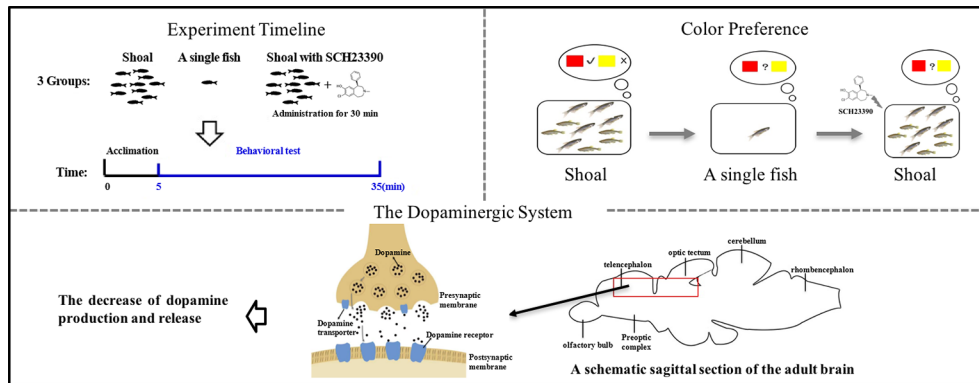 Experiment Timeline
Shoal
A single fish
Shoal with SCH23390
3 Groups:
+
Administration for 30 min
Acclimation
Behavioral test
Time:
0
5
35(min)
Color Preference
✓ ×
?
?
SCH23390
Shoal
A single fish
Shoal
The Dopaminergic System
Dopamine
Presynaptic
membrane
Dopamine
transporter
Dopamine receptor
Postsynaptic
membrane
The decrease of dopamine
production and release
cerebellum
optic tectum
telencephalon
rhombencephalon
olfactory bulb
Preoptic
complex
A schematic sagittal section of the adult brain